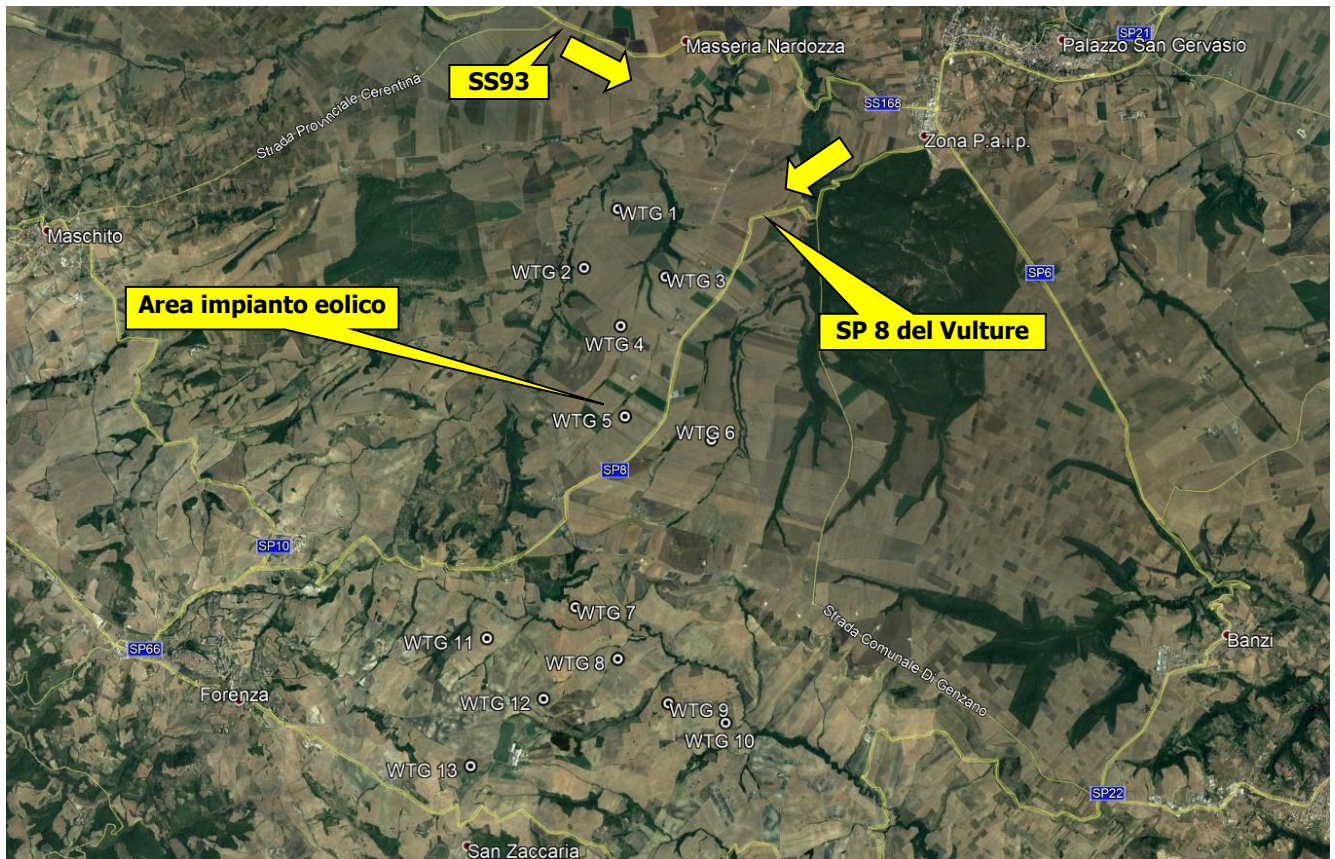 SP21
Masseria Nardozza
Palazzo San Gervasio
SS93
Strada Provinciale Cerentina
SS168
Zona P.a.i.p.
WTG 1
Maschito
WTG 2
WTG 3
SP6
Area impianto eolico
SP 8 del Vulture
WTG 4
WTG 5
WTG 6
SP8
SP10
WTG 7
Strada Comunale Di Genzano
WTG 11
Banzi
SP66
WTG 8
Forenza
WTG 12
WTG 9
WTG 10
WTG 13
SP22
San Zaccaria